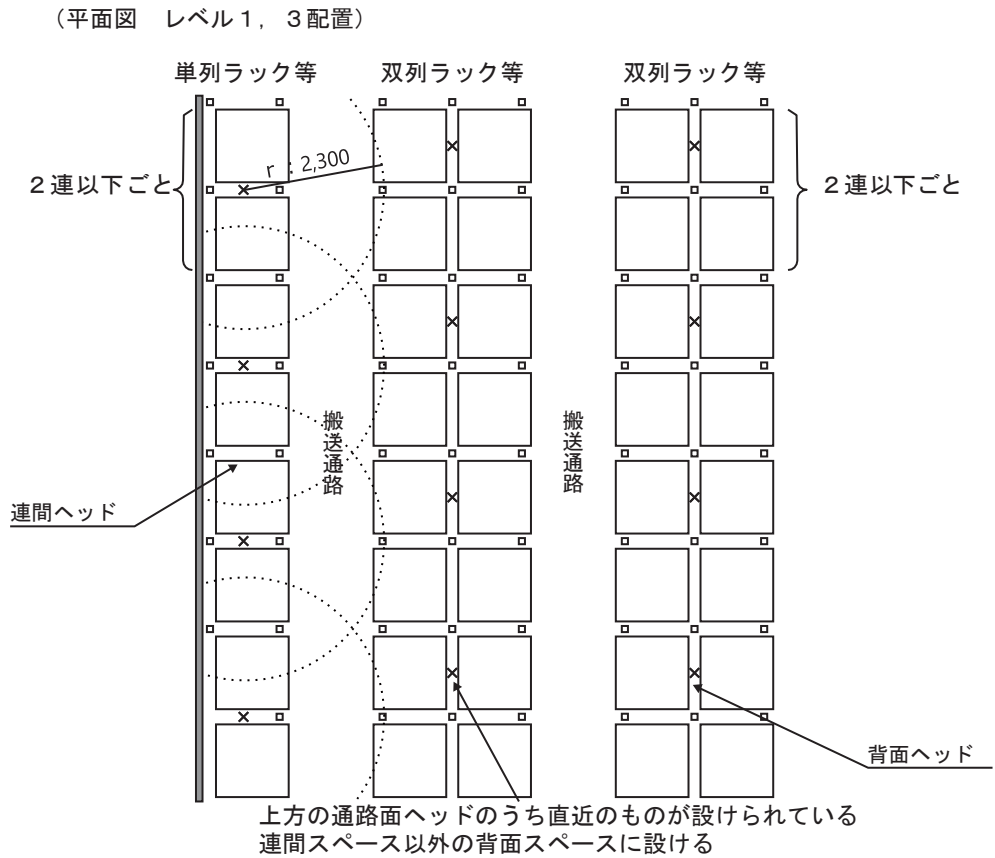 （平面図　レベル１，３配置）
単列ラック等
双列ラック等
双列ラック等
２連以下ごと
r：2,300
２連以下ごと
搬送通路
搬送通路
連間ヘッド
背面ヘッド
上方の通路面ヘッドのうち直近のものが設けられている
連間スペース以外の背面スペースに設ける